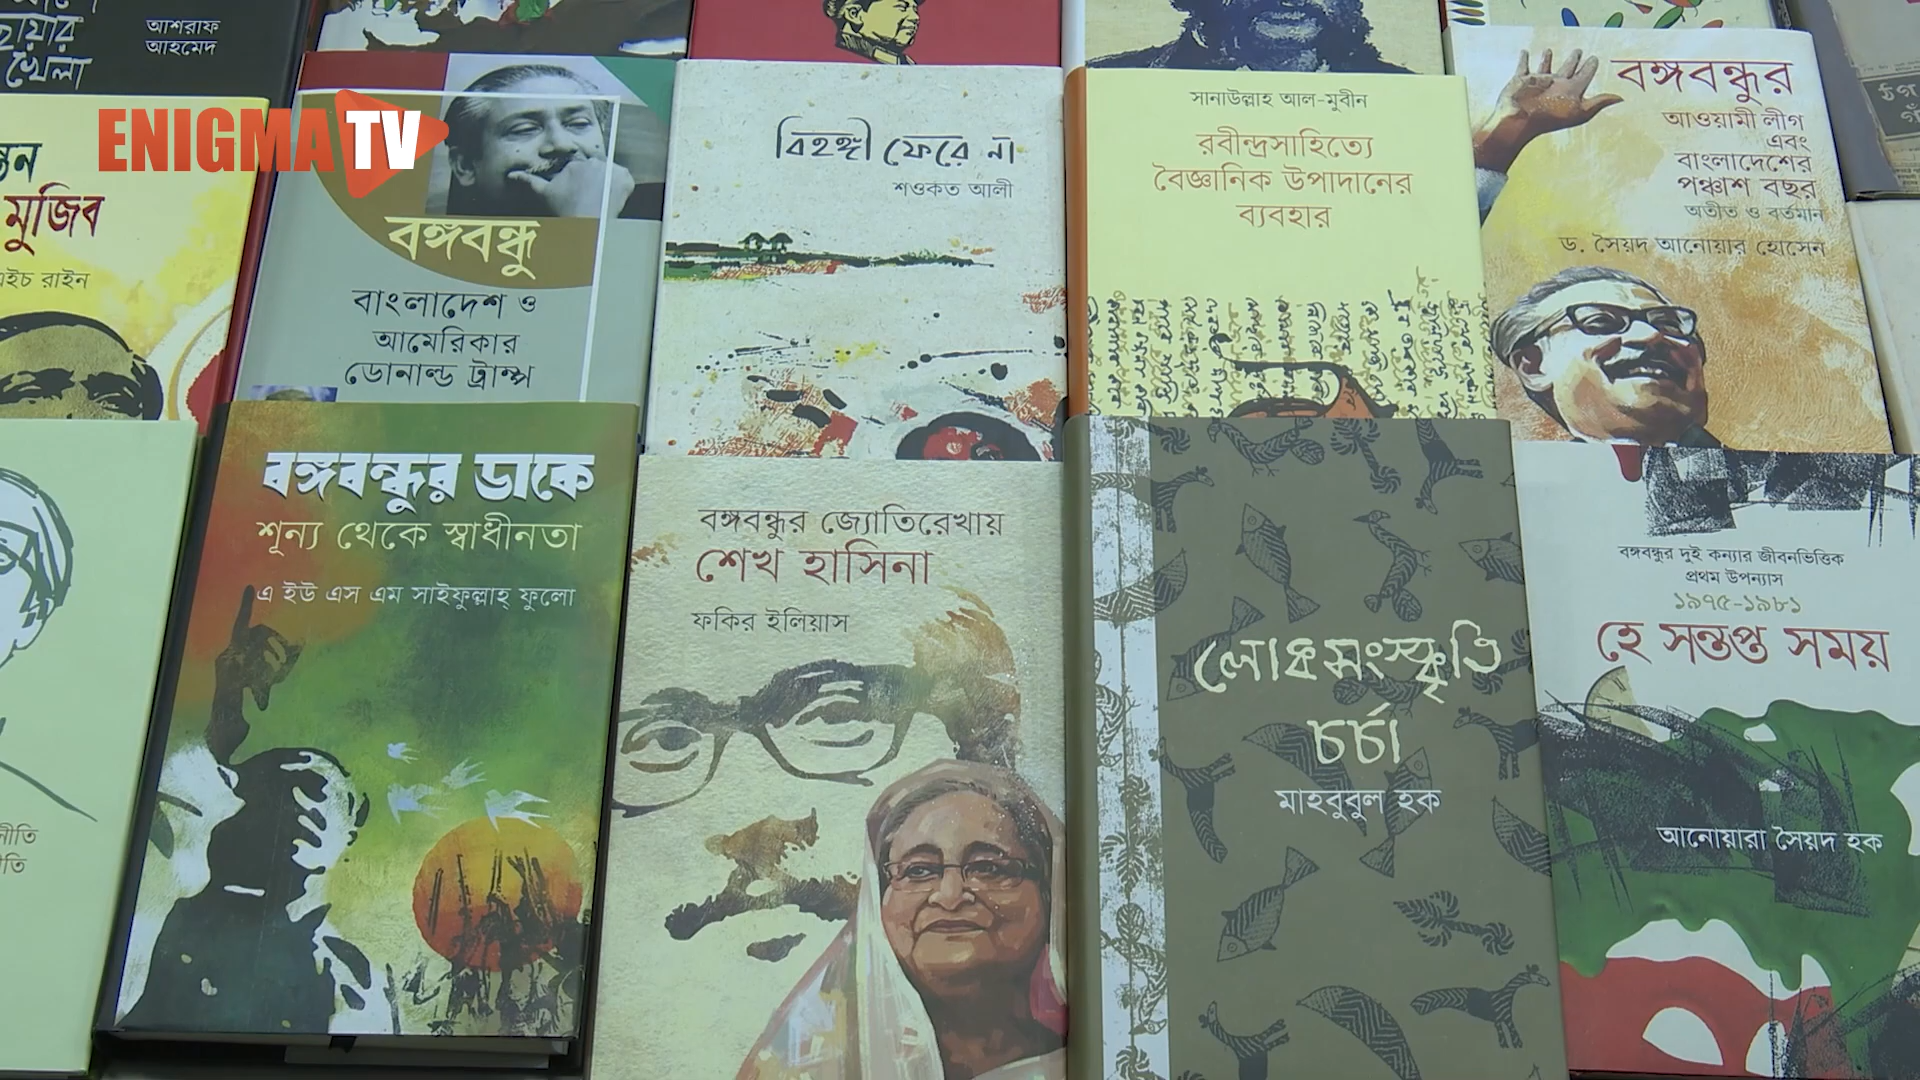 ছায়ার
খেলা
আশরাফ
আহমেদ
ENIGMA TV
মুজিব
এইচ রাইন
বঙ্গবন্ধু
বাংলাদেশ ও
আমেরিকার
ডোনাল্ড ট্রাম্প
বিহঙ্গী ফেরে না
শওকত আলী
সানাউল্লাহ আল-মুবীন
রবীন্দ্রসাহিত্যে
বৈজ্ঞানিক উপাদানের
ব্যবহার
বঙ্গবন্ধুর
আওয়ামী লীগ
এবং
বাংলাদেশের
পঞ্চাশ বছর
অতীত ও বর্তমান
ড. সৈয়দ আনোয়ার হোসেন
বঙ্গবন্ধুর ডাকে
শূন্য থেকে স্বাধীনতা
এ ইউ এস এম সাইফুল্লাহ্ ফুলো
বঙ্গবন্ধুর জ্যোতিরেখায়
শেখ হাসিনা
ফকির ইলিয়াস
লোকসংস্কৃতি
চর্চা
মাহবুবুল হক
বঙ্গবন্ধুর দুই কন্যার জীবনভিত্তিক
প্রথম উপন্যাস
১৯৭৫-১৯৮১
হে সন্তপ্ত সময়
আনোয়ারা সৈয়দ হক